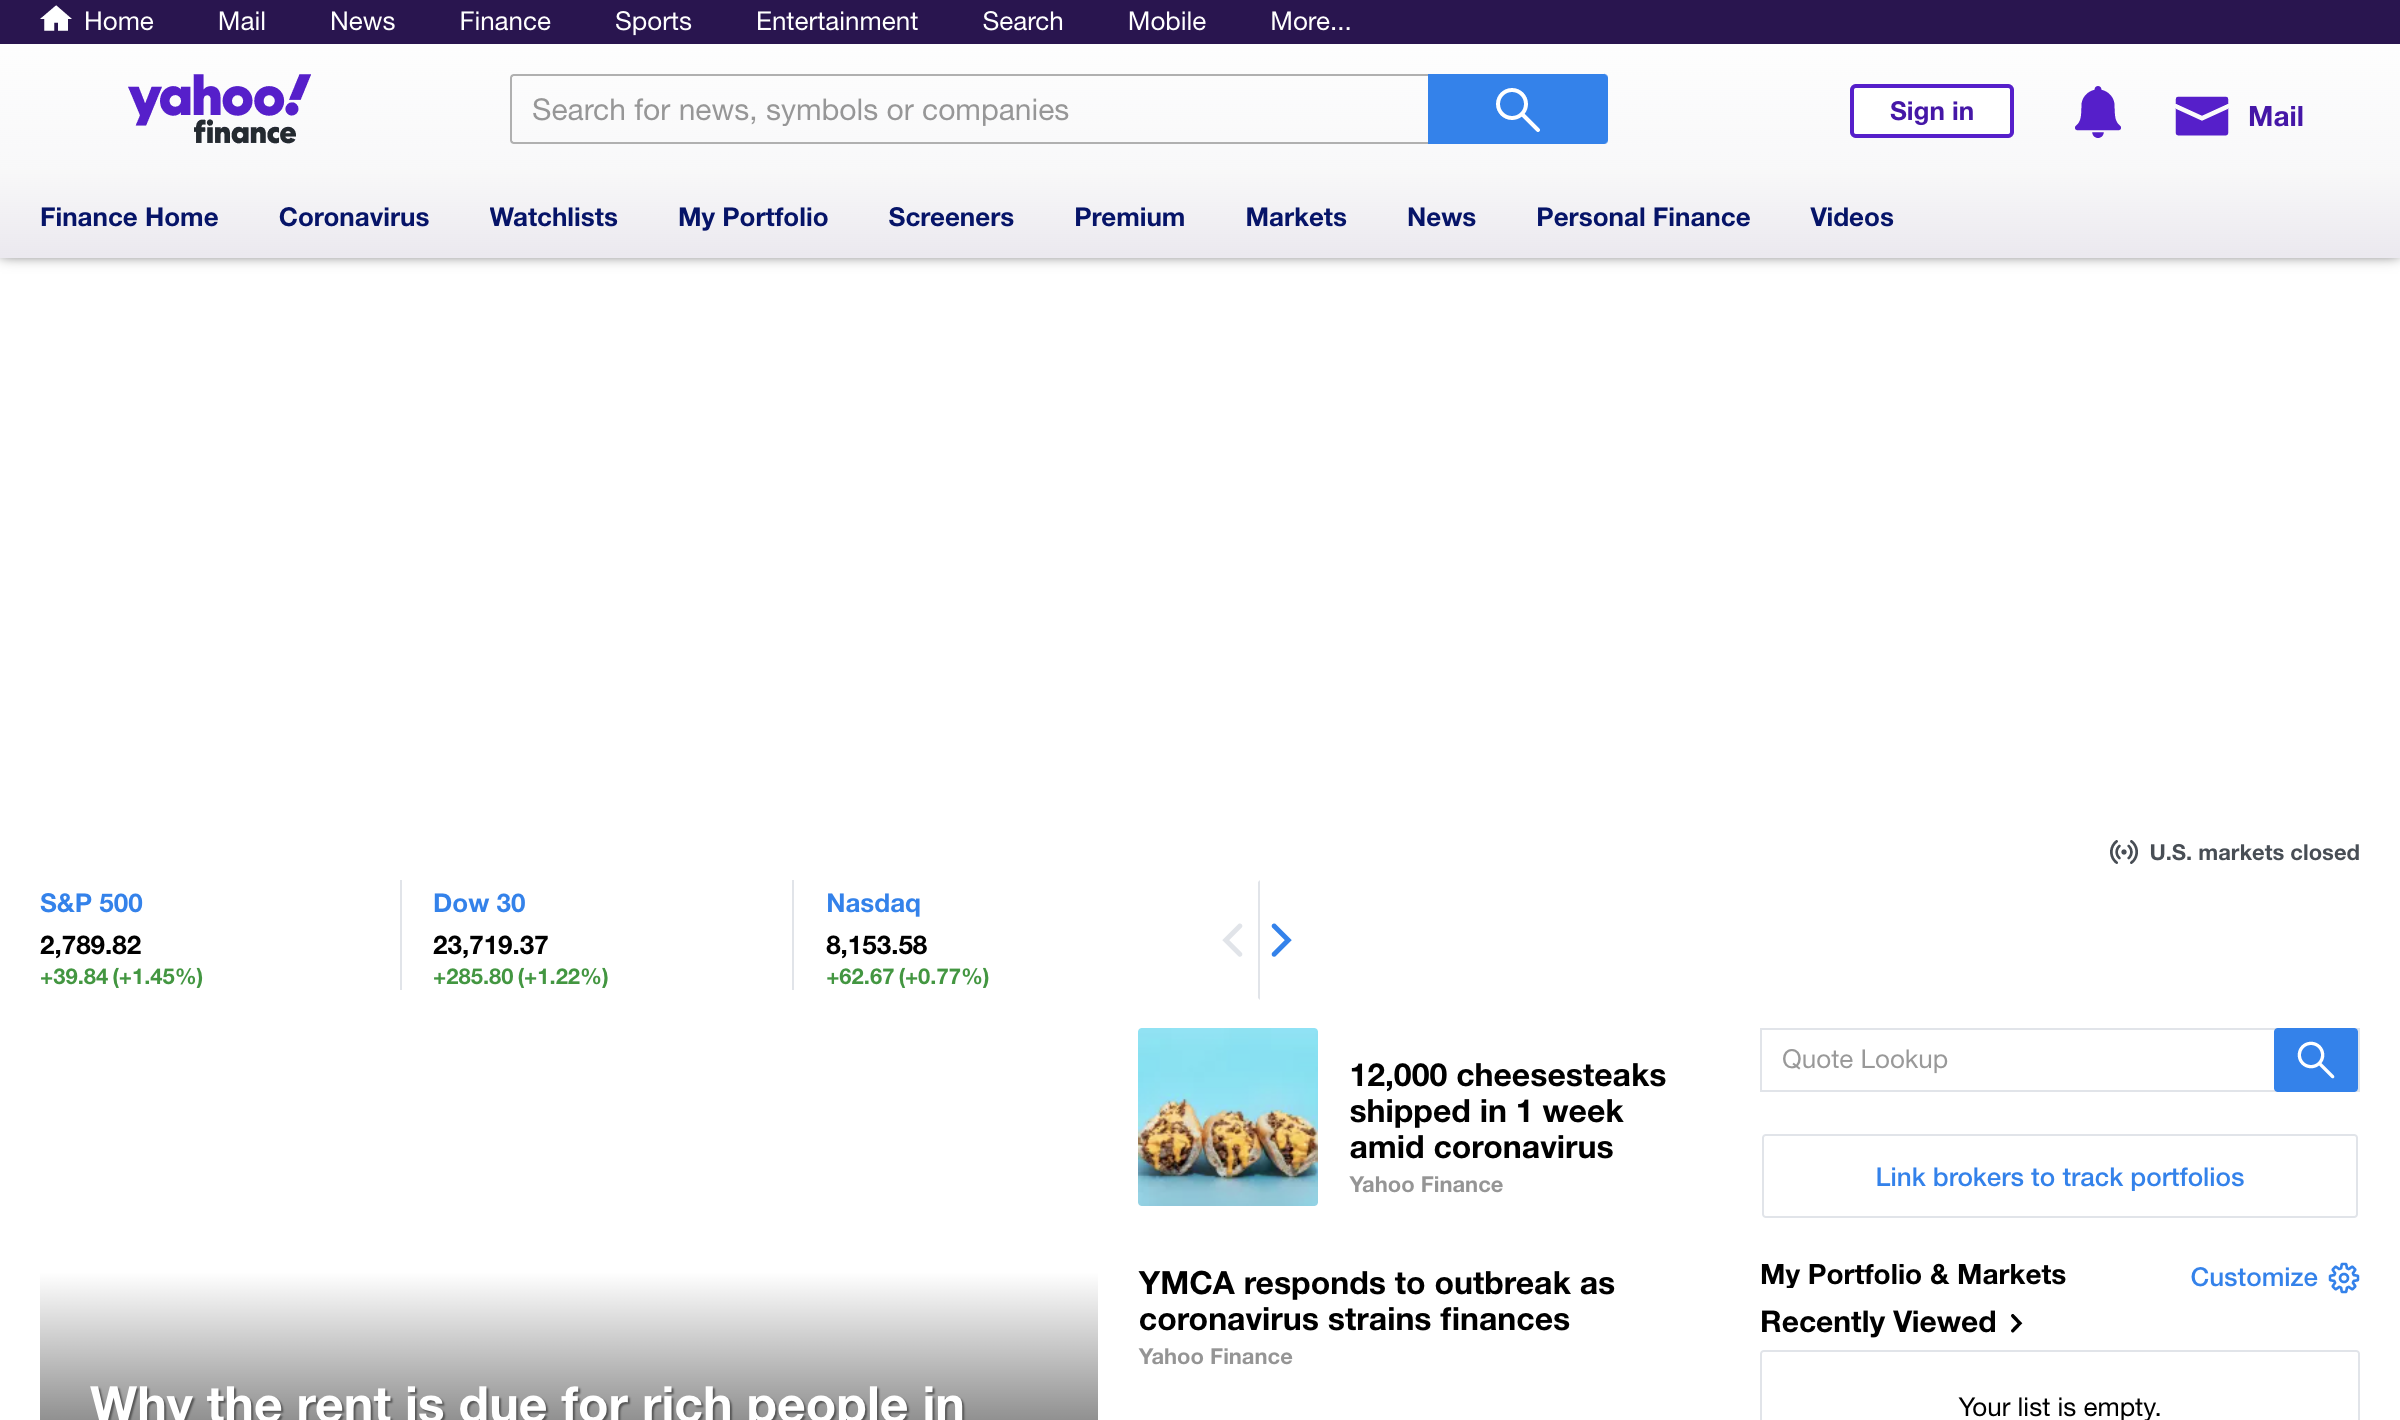 Home Mail News Finance Sports Entertainment Search Mobile More...
yahoo!
finance
Search for news, symbols or companies
Sign in
Mail
Finance Home Coronavirus Watchlists My Portfolio Screeners Premium Markets News Personal Finance Videos
U.S. markets closed
S&P 500
2,789.82
+39.84 (+1.45%)
Dow 30
23,719.37
+285.80 (+1.22%)
Nasdaq
8,153.58
+62.67 (+0.77%)
Why the rent is due for rich people in
12,000 cheesesteaks
shipped in 1 week
amid coronavirus
Yahoo Finance
YMCA responds to outbreak as
coronavirus strains finances
Yahoo Finance
Quote Lookup
Link brokers to track portfolios
My Portfolio & Markets
Customize
Recently Viewed
Your list is empty.